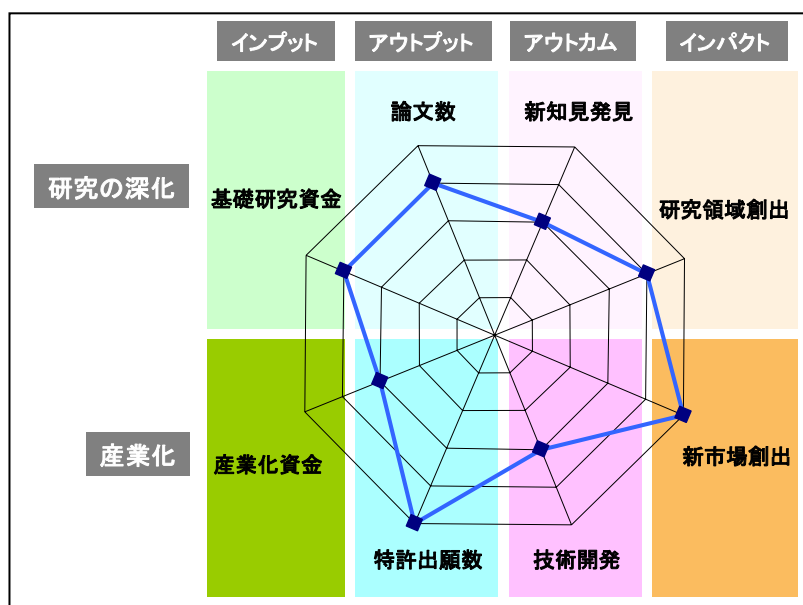 インプット
アウトプット
アウトカム
インパクト
論文数
新知見発見
研究の深化
基礎研究資金
研究領域創出
産業化
産業化資金
新市場創出
特許出願数
技術開発